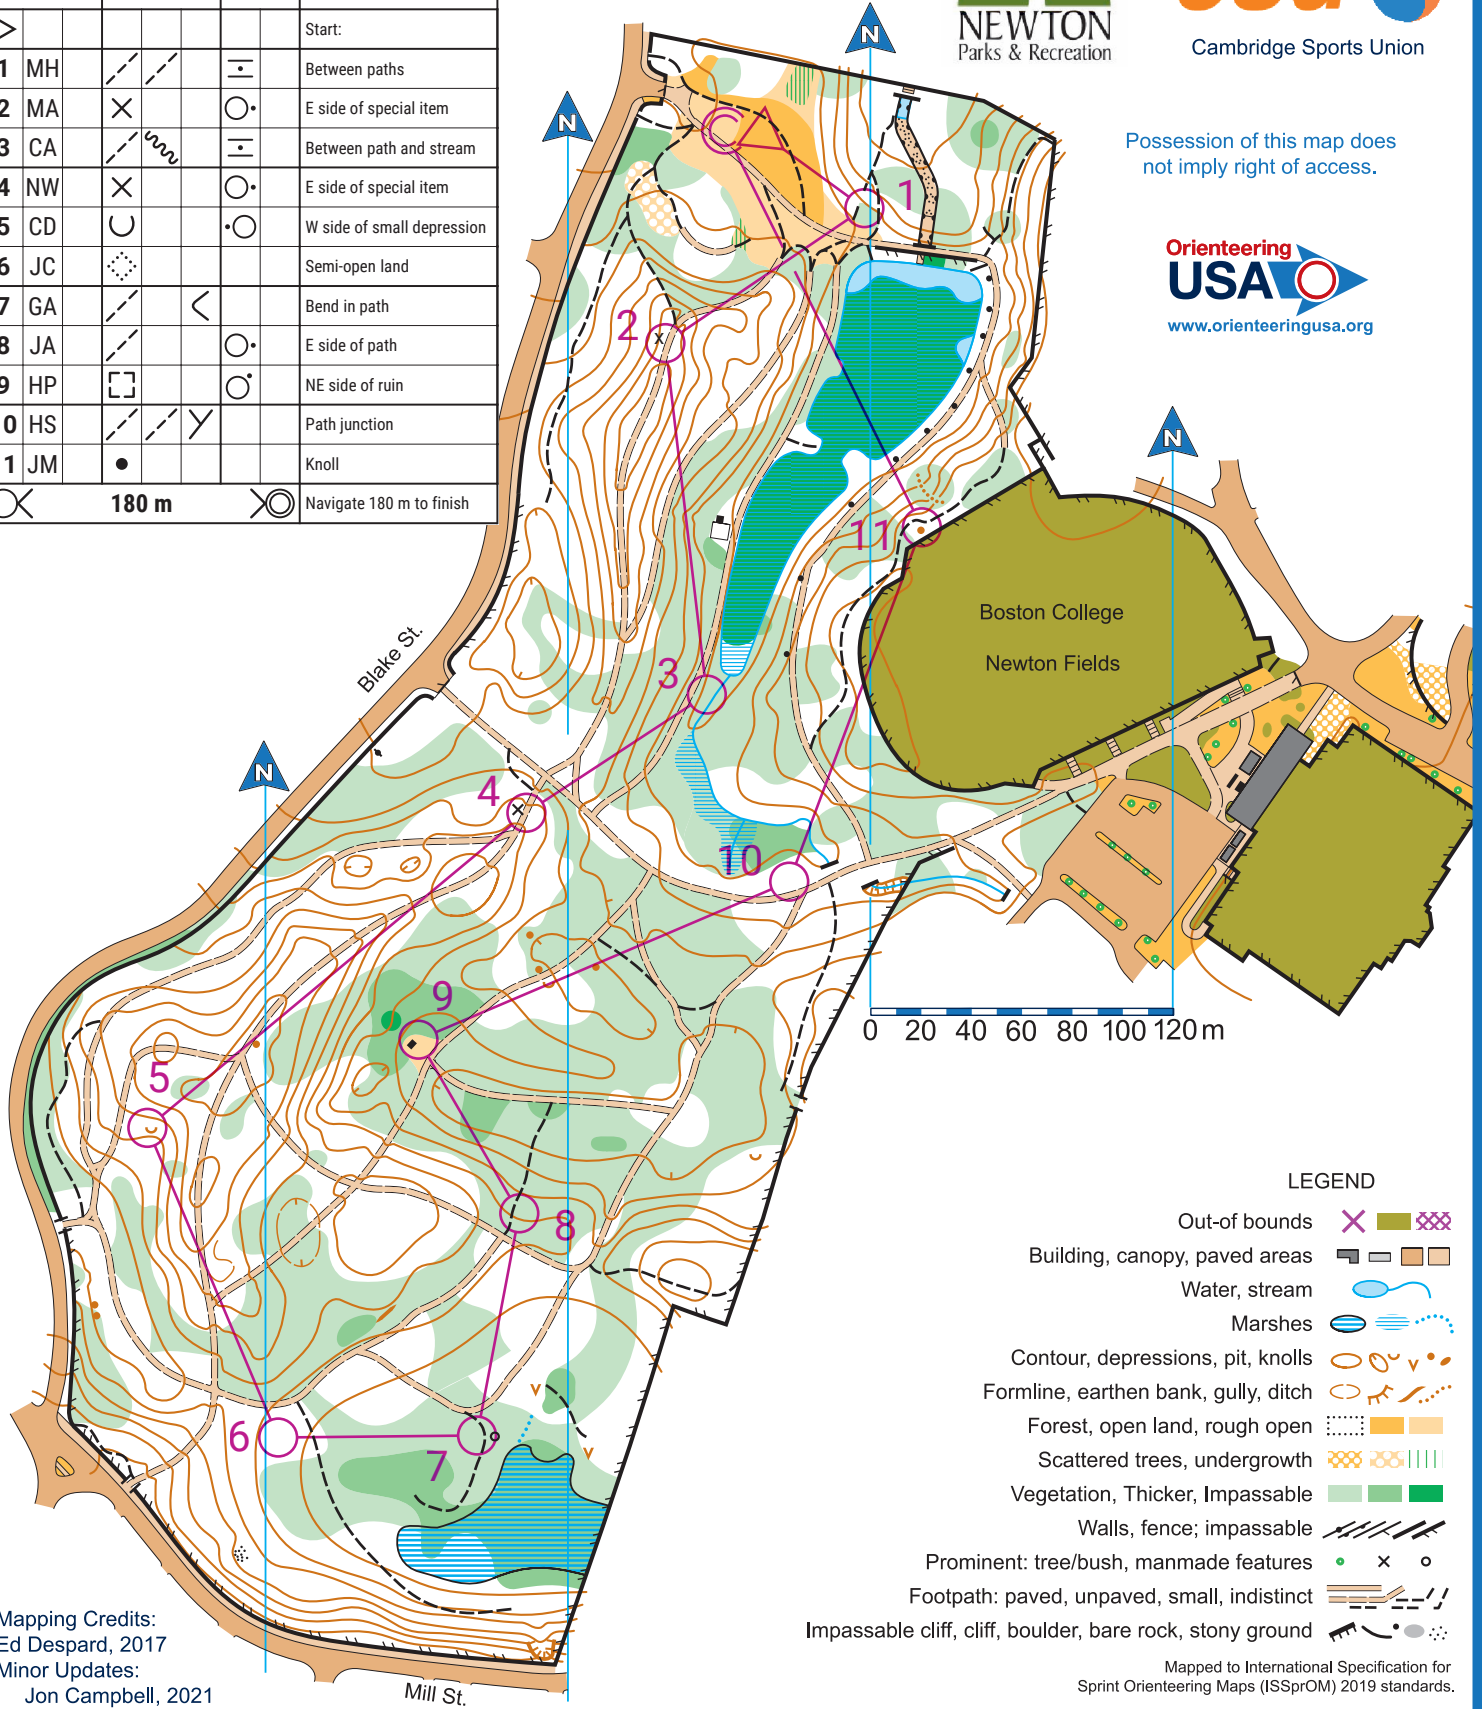 Start:
1 MH Between paths
2 MA E side of special item
3 CA Between path and stream
4 NW E side of special item
5 CD W side of small depression
6 JC Semi-open land
7 GA Bend in path
8 JA E side of path
9 HP NE side of ruin
0 HS Path junction
1 JM Knoll
180 m Navigate 180 m to finish
NEWTON
Parks & Recreation
Cambridge Sports Union
Possession of this map does
not imply right of access.
Orienteering
USA
www.orienteeringusa.org
N
N
N
N
1
2
11
Boston College
Newton Fields
Blake St.
3
4
10
9
5
8
6
7
0 20 40 60 80 100 120 m
LEGEND
Out-of bounds
Building, canopy, paved areas
Water, stream
Marshes
Contour, depressions, pit, knolls
Formline, earthen bank, gully, ditch
Forest, open land, rough open
Scattered trees, undergrowth
Vegetation, Thicker, Impassable
Walls, fence; impassable
Prominent: tree/bush, manmade features
Footpath: paved, unpaved, small, indistinct
Impassable cliff, cliff, boulder, bare rock, stony ground
Mapped to International Specification for
Sprint Orienteering Maps (ISSprOM) 2019 standards.
Mapping Credits:
Ed Despard, 2017
Minor Updates:
Jon Campbell, 2021
Mill St.